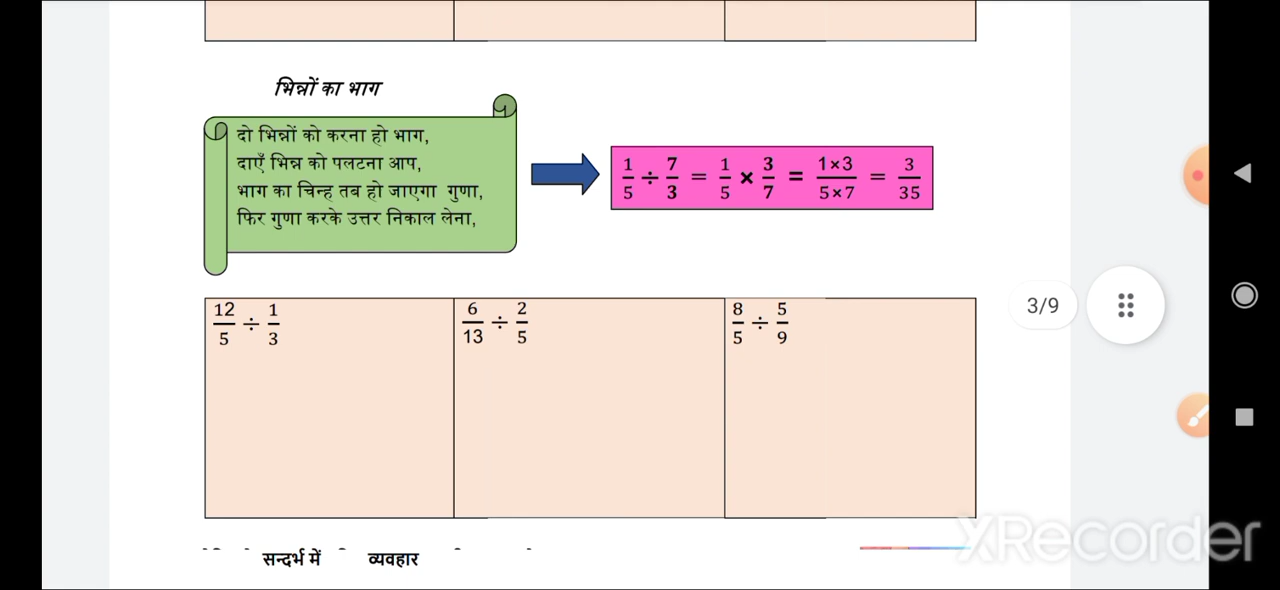 भिन्नों का भाग
दो भिन्नों को करना हो भाग,
दाएँ भिन्न को पलटना आप,
भाग का चिन्ह तब हो जाएगा गुणा,
फिर गुणा करके उत्तर निकाल लेना,
1/5 ÷ 7/3 = 1/5 × 3/7 = 1×3/5×7 = 3/35
12/5 ÷ 1/3
6/13 ÷ 2/5
8/5 ÷ 5/9
3/9
सन्दर्भ में व्यवहार
XRecorder